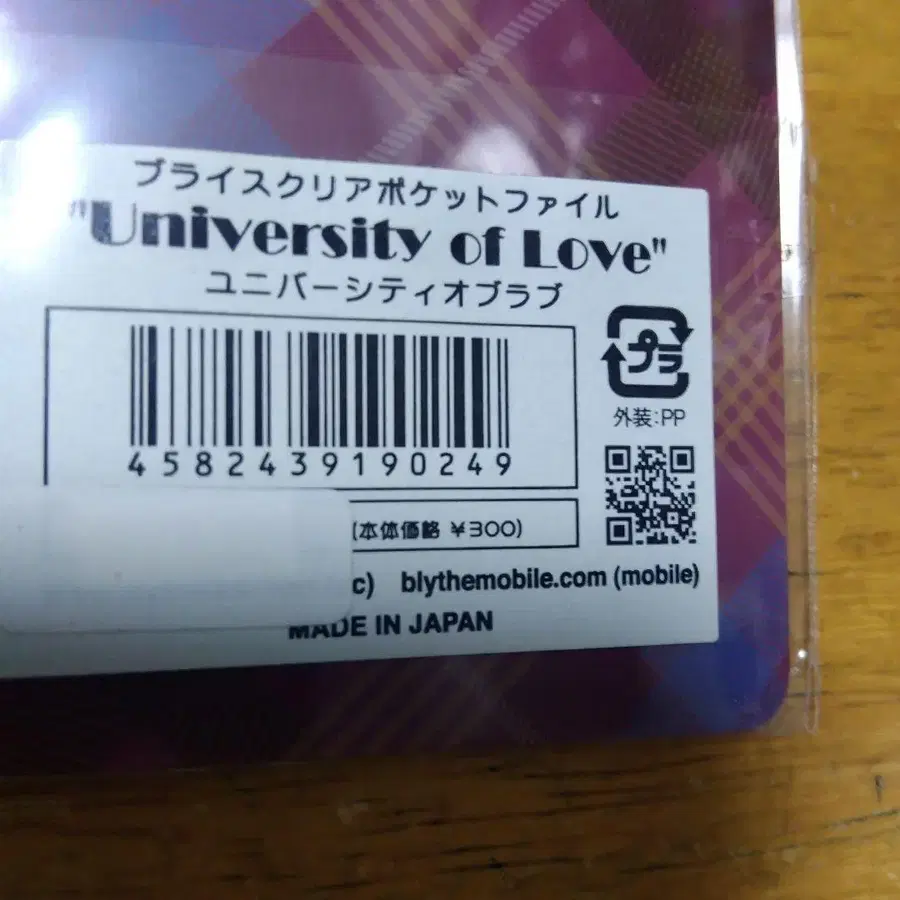 ブライスクリアポケットファイル
"University of Love"
ユニバーシティオブラブ
プラ
外装:PP
4582439190249
(本体価格 ¥300)
c) blythemobile.com (mobile)
MADE IN JAPAN